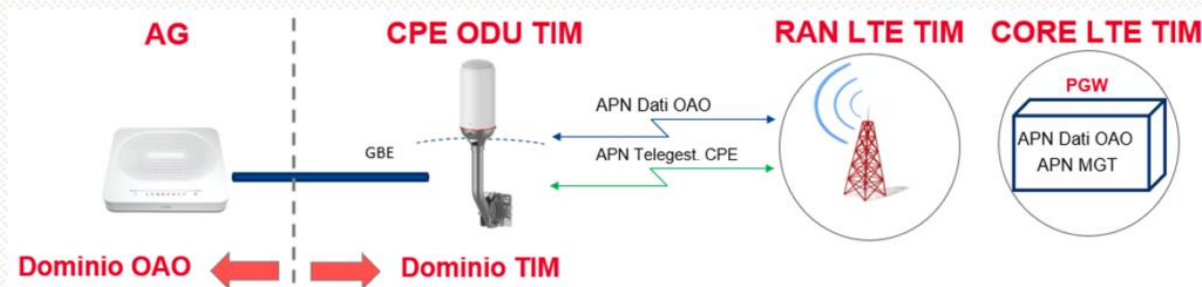 AG
CPE ODU TIM
RAN LTE TIM
CORE LTE TIM
PGW
APN Dati OAO
APN Dati OAO
GBE
APN Telegest. CPE
APN MGT
Dominio OAO
Dominio TIM